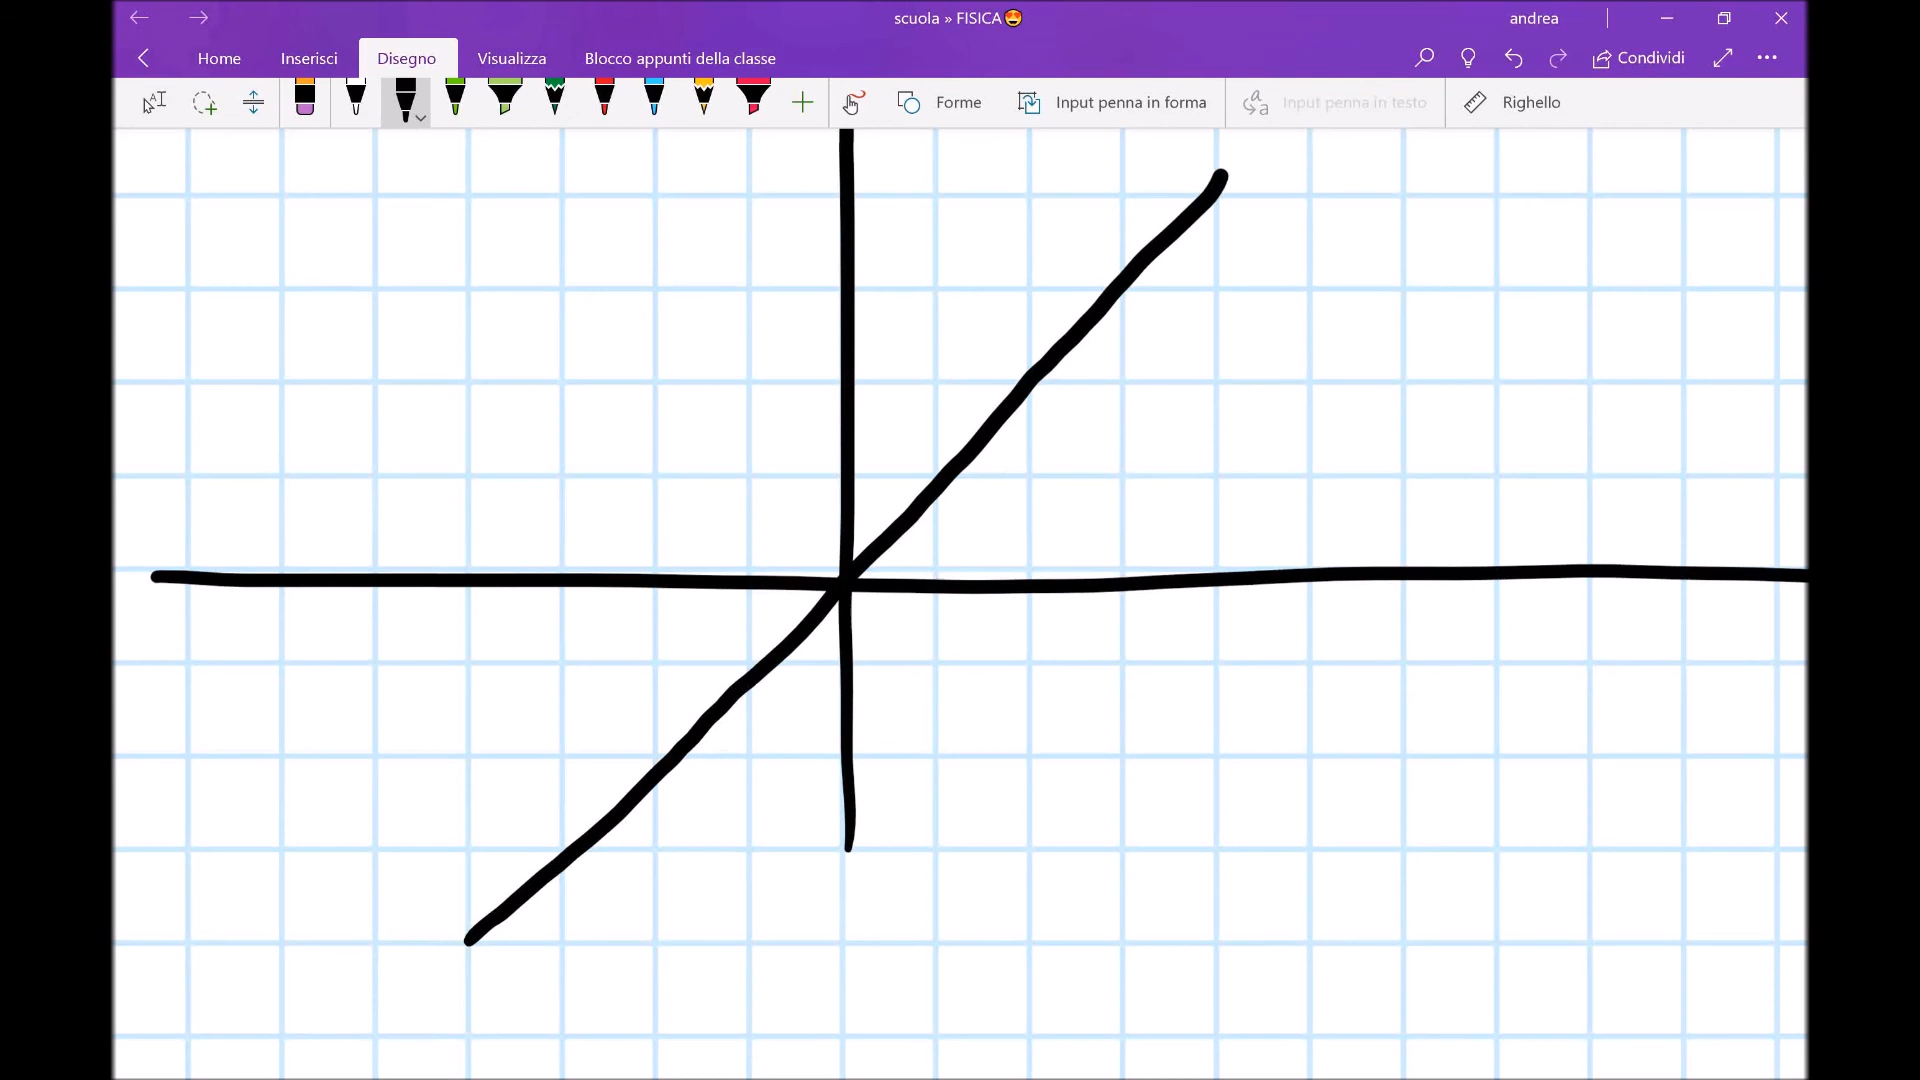 scuola » FISICA😍
andrea
Home Inserisci Disegno Visualizza Blocco appunti della classe
Condividi
Forme Input penna in forma Input penna in testo Righello